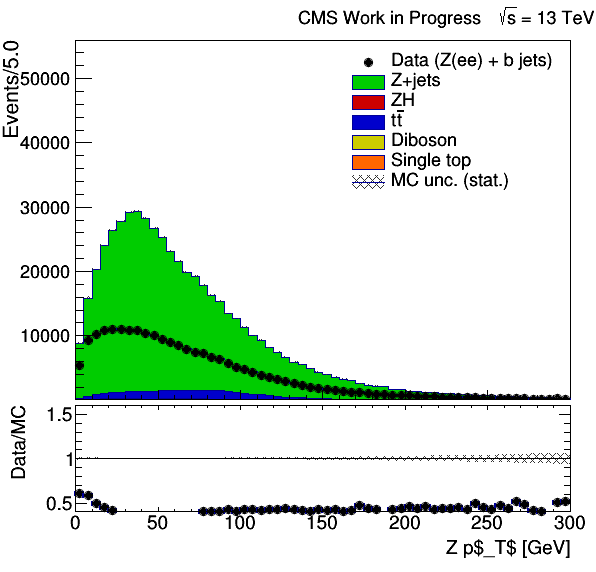 CMS Work in Progress √s = 13 TeV
Events/5.0
50000
40000
30000
20000
10000
Data (Z(ee) + b jets)
Z+jets
ZH
tt̅
Diboson
Single top
MC unc. (stat.)
Data/MC
1.5
1
0.5
0 50 100 150 200 250 300
Z p$_T$ [GeV]